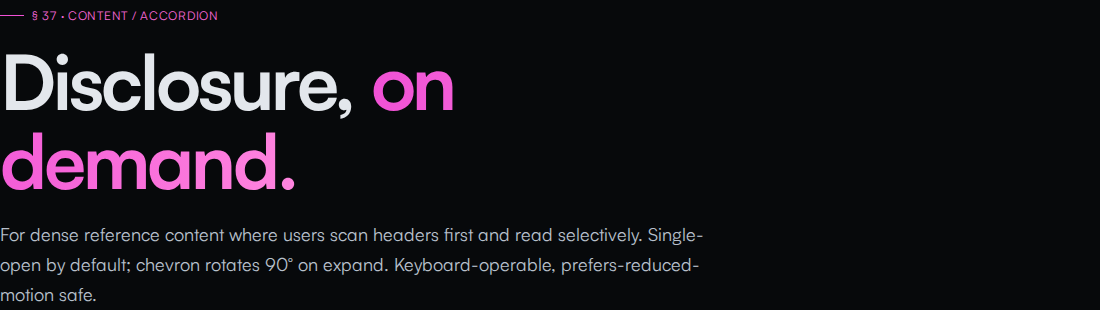 § 37 · CONTENT / ACCORDION
Disclosure, on
demand.
For dense reference content where users scan headers first and read selectively. Single-
open by default; chevron rotates 90° on expand. Keyboard-operable, prefers-reduced-
motion safe.